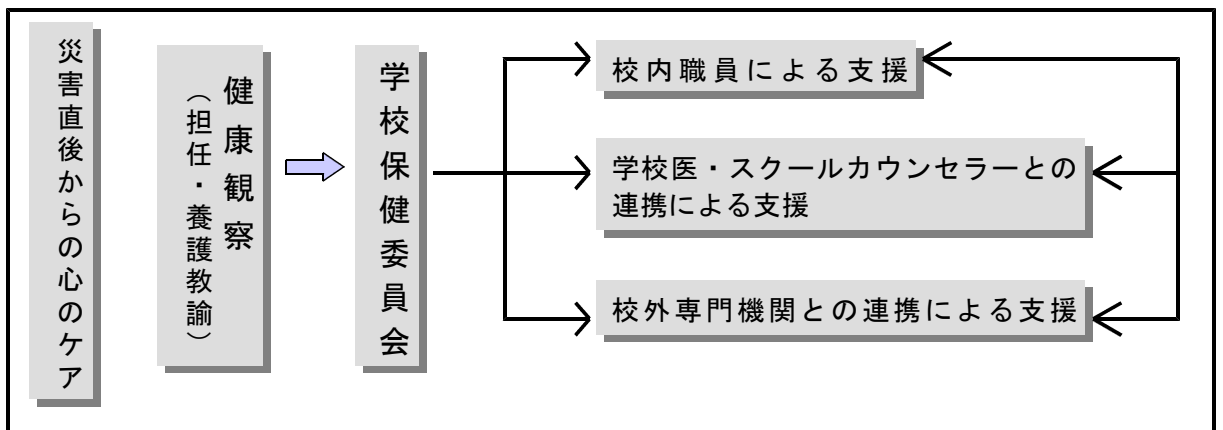 災害直後からの心のケア
健康観察
（担任・養護教諭）
学校保健委員会
校内職員による支援
学校医・スクールカウンセラーとの
連携による支援
校外専門機関との連携による支援